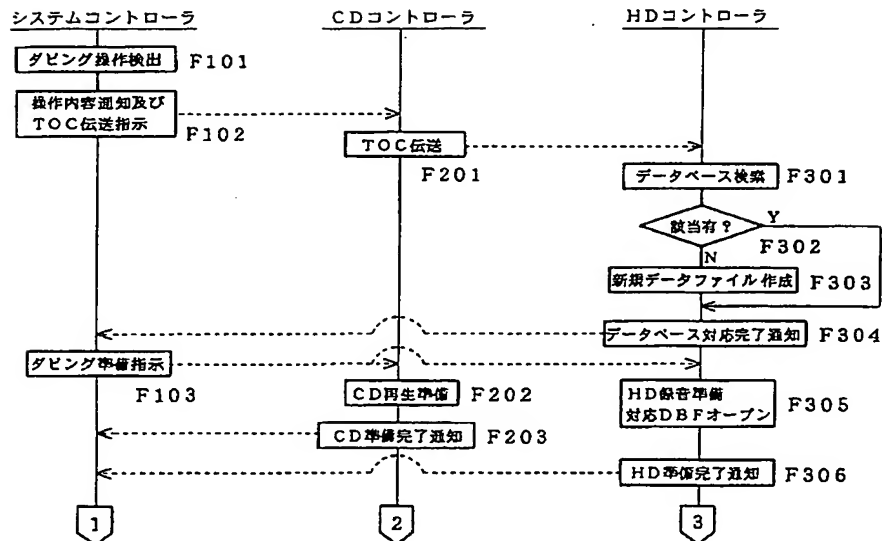 システムコントローラ
CDコントローラ
HDコントローラ
ダビング操作検出
F101
操作内容通知及び
TOC伝送指示
F102
TOC伝送
F201
データベース検索
F301
該当有?
Y
F302
N
新規データファイル作成
F303
データベース対応完了通知
F304
ダビング準備指示
F103
CD再生準備
F202
HD録音準備
対応DBFオープン
F305
CD準備完了通知
F203
HD準備完了通知
F306
1
2
3